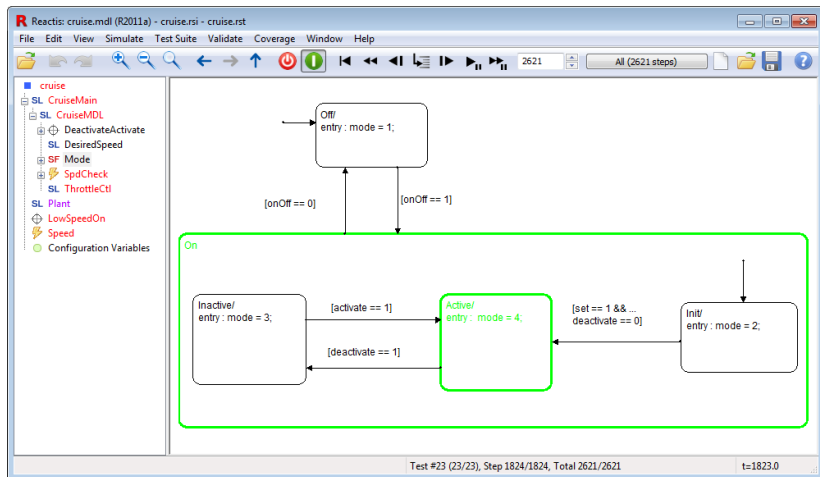 Reactis: cruise.mdl (R2011a) - cruise.rsi - cruise.rst
File Edit View Simulate Test Suite Validate Coverage Window Help
2621 All (2621 steps)
cruise
SL CruiseMain
SL CruiseMDL
DeactivateActivate
SL DesiredSpeed
SF Mode
SpdCheck
SL ThrottleCtl
SL Plant
LowSpeedOn
Speed
Configuration Variables
Off/
entry : mode = 1;
[onOff == 0]
[onOff == 1]
On
Inactive/
entry : mode = 3;
[activate == 1]
[deactivate == 1]
Active/
entry : mode = 4;
[set == 1 && ...
deactivate == 0]
Init/
entry : mode = 2;
Test #23 (23/23), Step 1824/1824, Total 2621/2621 t=1823.0